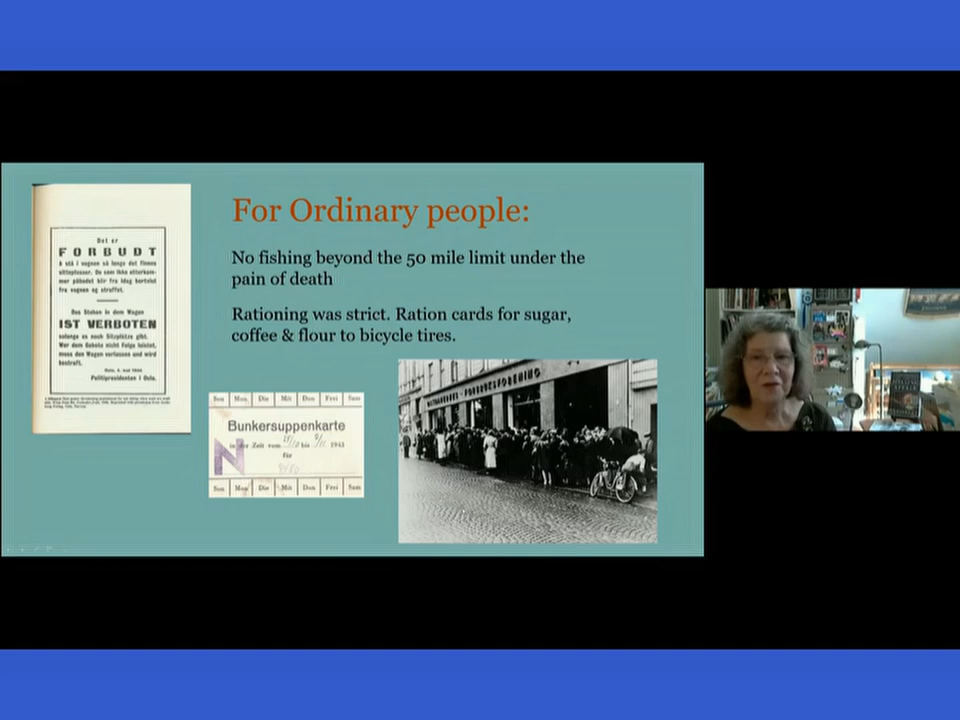 For Ordinary people:
No fishing beyond the 50 mile limit under the
pain of death
Rationing was strict. Ration cards for sugar,
coffee & flour to bicycle tires.
Det er
FORBUDT
å stå i vognen så lenge det finnes
sitteplasser. De som ikke etterkom-
mer påbudet blir fra idag bortvist
fra vognen og straffet.
Das Stehen in dem Wagen
IST VERBOTEN
solange es noch Sitzplätze gibt.
Wer dem Gebote nicht Folge leistet,
muss den Wagen verlassen und wird
bestraft.
Oslo,
Politipresidenten i Oslo.
Son Mon Die Mit Don Frei Sam
Bunkersuppenkarte
in der Zeit vom bis 1943
für
N
Son Mon Die Mit Don Frei Sam
FORBRUKSFORENING